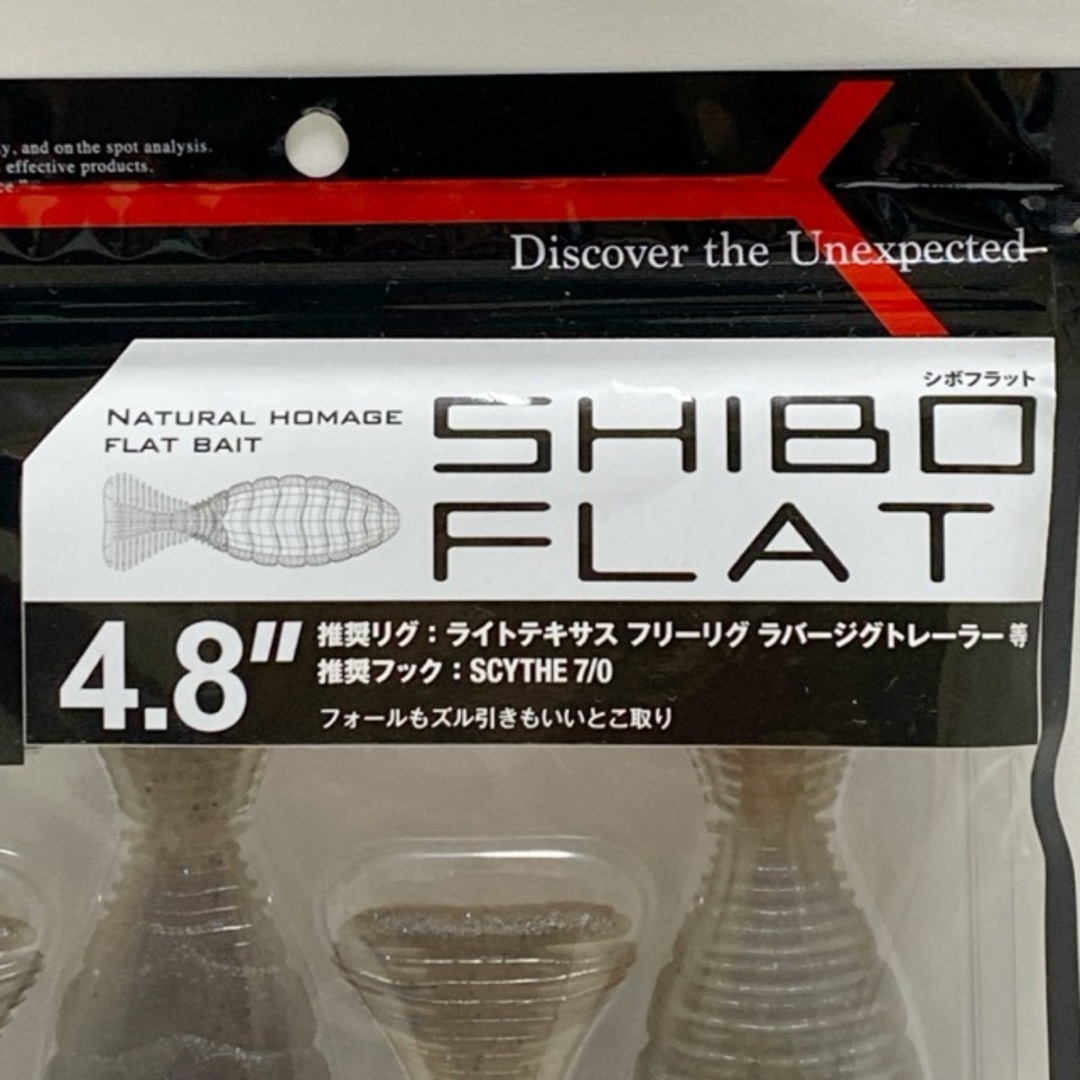 and on the spot analysis.
effective products.
Discover the Unexpected
シボフラット
NATURAL HOMAGE
FLAT BAIT
SHIBO
FLAT
4.8"
推奨リグ：ライトテキサス フリーリグ ラバージグトレーラー等
推奨フック：SCYTHE 7/0
フォールもズル引きもいいとこ取り